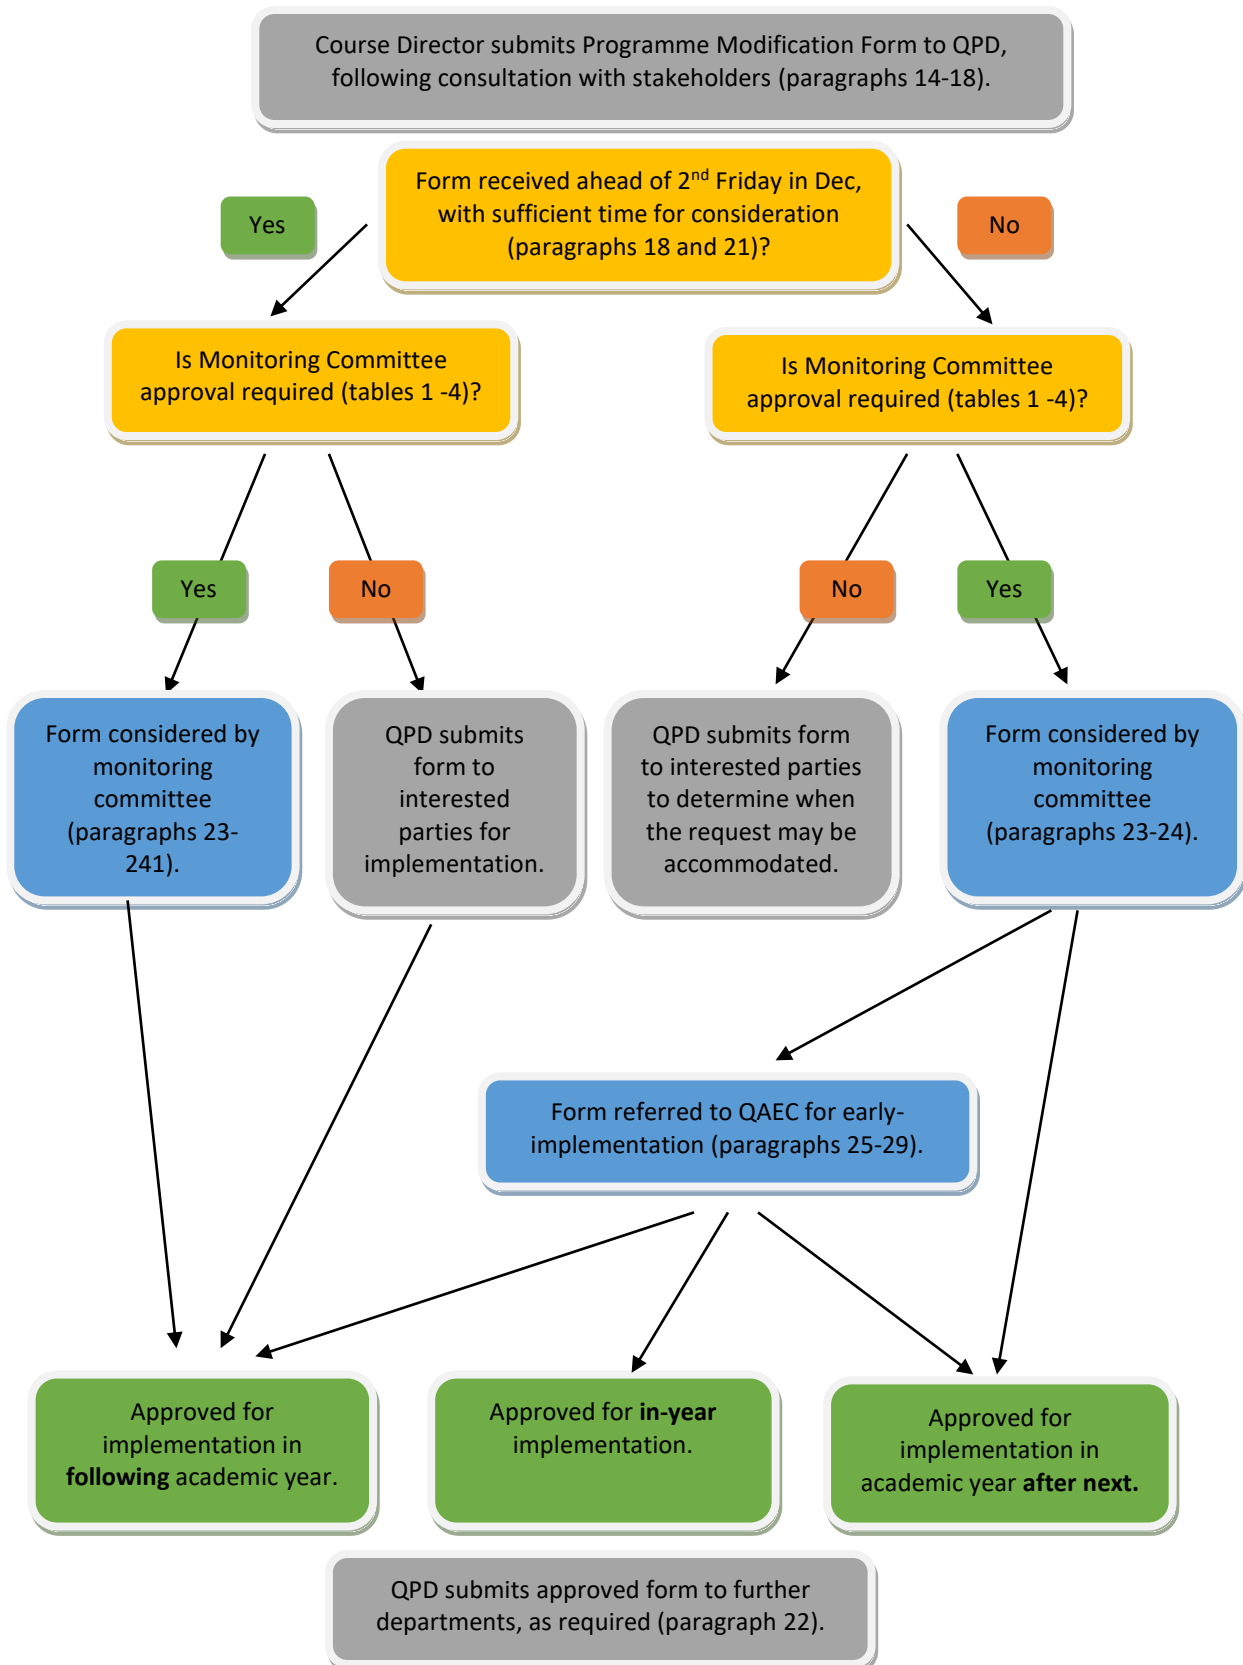 Course Director submits Programme Modification Form to QPD,
following consultation with stakeholders (paragraphs 14-18).
Form received ahead of 2nd Friday in Dec,
with sufficient time for consideration
(paragraphs 18 and 21)?
Yes
No
Is Monitoring Committee
approval required (tables 1 -4)?
Is Monitoring Committee
approval required (tables 1 -4)?
Yes
No
No
Yes
Form considered by
monitoring
committee
(paragraphs 23-
241).
QPD submits
form to
interested
parties for
implementation.
QPD submits form
to interested parties
to determine when
the request may be
accommodated.
Form considered by
monitoring
committee
(paragraphs 23-24).
Form referred to QAEC for early-
implementation (paragraphs 25-29).
Approved for
implementation in
following academic year.
Approved for in-year
implementation.
Approved for
implementation in
academic year after next.
QPD submits approved form to further
departments, as required (paragraph 22).